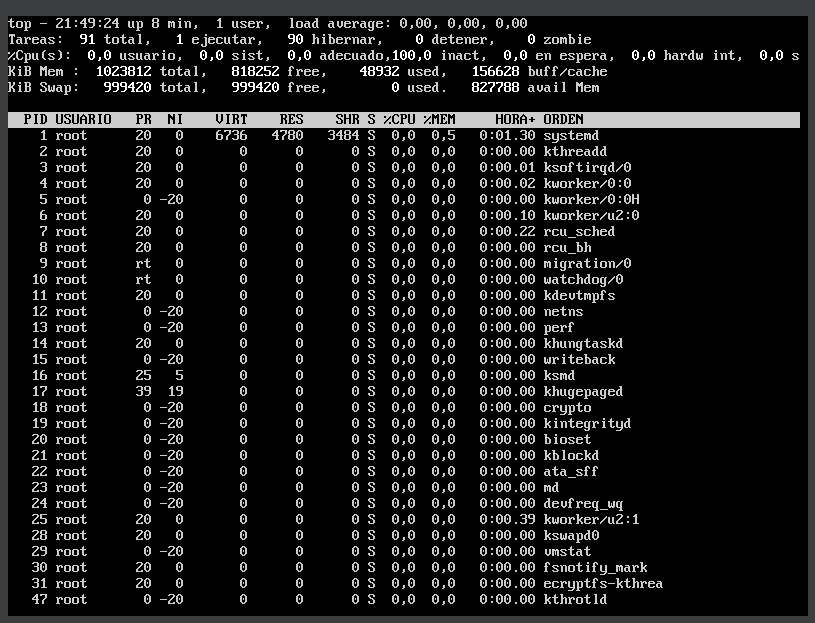 top - 21:49:24 up 8 min,  1 user,  load average: 0,00, 0,00, 0,00
Tareas:  91 total,   1 ejecutar,  90 hibernar,   0 detener,   0 zombie
%Cpu(s):  0,0 usuario,  0,0 sist,  0,0 adecuado,100,0 inact,  0,0 en espera,  0,0 hardw int,  0,0 s
KiB Mem :  1023812 total,   818252 free,    48932 used,   156628 buff/cache
KiB Swap:   999420 total,   999420 free,        0 used.   827788 avail Mem
PID USUARIO   PR  NI    VIRT    RES    SHR S %CPU %MEM     HORA+ ORDEN
1 root      20   0    6736   4780   3484 S  0,0  0,5   0:01.30 systemd
2 root      20   0       0      0      0 S  0,0  0,0   0:00.00 kthreadd
3 root      20   0       0      0      0 S  0,0  0,0   0:00.01 ksoftirqd/0
4 root      20   0       0      0      0 S  0,0  0,0   0:00.02 kworker/0:0
5 root       0 -20       0      0      0 S  0,0  0,0   0:00.00 kworker/0:0H
6 root      20   0       0      0      0 S  0,0  0,0   0:00.10 kworker/u2:0
7 root      20   0       0      0      0 S  0,0  0,0   0:00.22 rcu_sched
8 root      20   0       0      0      0 S  0,0  0,0   0:00.00 rcu_bh
9 root      rt   0       0      0      0 S  0,0  0,0   0:00.00 migration/0
10 root      rt   0       0      0      0 S  0,0  0,0   0:00.00 watchdog/0
11 root      20   0       0      0      0 S  0,0  0,0   0:00.00 kdevtmpfs
12 root       0 -20       0      0      0 S  0,0  0,0   0:00.00 netns
13 root       0 -20       0      0      0 S  0,0  0,0   0:00.00 perf
14 root      20   0       0      0      0 S  0,0  0,0   0:00.00 khungtaskd
15 root       0 -20       0      0      0 S  0,0  0,0   0:00.00 writeback
16 root      25   5       0      0      0 S  0,0  0,0   0:00.00 ksmd
17 root      39  19       0      0      0 S  0,0  0,0   0:00.00 khugepaged
18 root       0 -20       0      0      0 S  0,0  0,0   0:00.00 crypto
19 root       0 -20       0      0      0 S  0,0  0,0   0:00.00 kintegrityd
20 root       0 -20       0      0      0 S  0,0  0,0   0:00.00 bioset
21 root       0 -20       0      0      0 S  0,0  0,0   0:00.00 kblockd
22 root       0 -20       0      0      0 S  0,0  0,0   0:00.00 ata_sff
23 root       0 -20       0      0      0 S  0,0  0,0   0:00.00 md
24 root       0 -20       0      0      0 S  0,0  0,0   0:00.00 devfreq_wq
25 root      20   0       0      0      0 S  0,0  0,0   0:00.39 kworker/u2:1
28 root      20   0       0      0      0 S  0,0  0,0   0:00.00 kswapd0
29 root       0 -20       0      0      0 S  0,0  0,0   0:00.00 vmstat
30 root      20   0       0      0      0 S  0,0  0,0   0:00.00 fsnotify_mark
31 root      20   0       0      0      0 S  0,0  0,0   0:00.00 ecryptfs-kthrea
47 root       0 -20       0      0      0 S  0,0  0,0   0:00.00 kthrotld